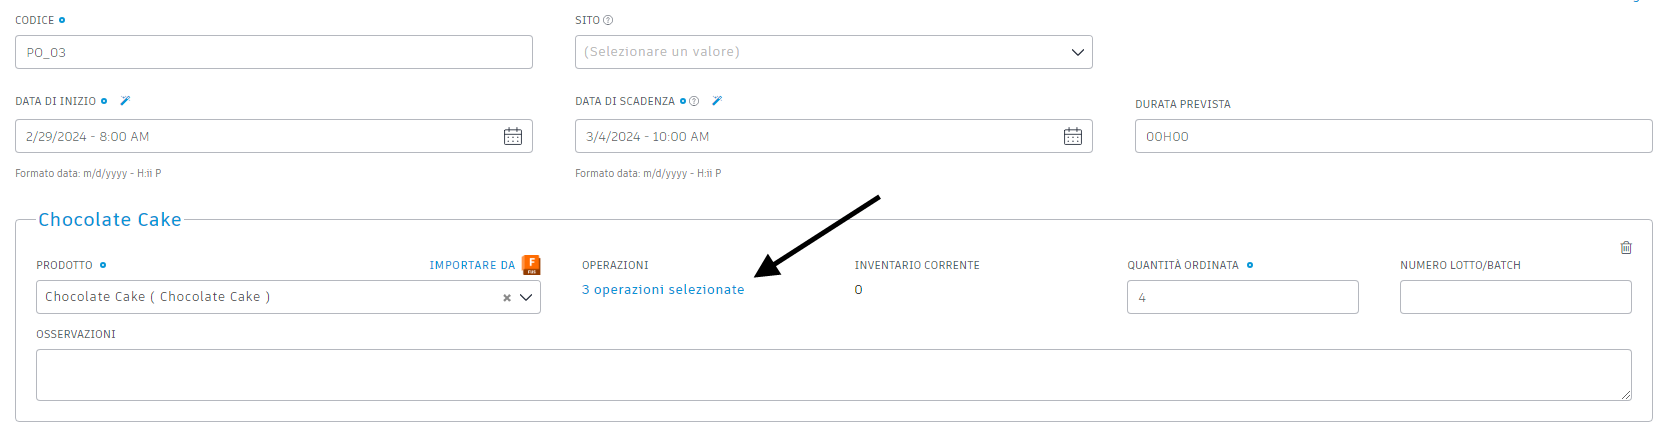 CODICE
SITO
PO_03
(Selezionare un valore)
DATA DI INIZIO
DATA DI SCADENZA
DURATA PREVISTA
2/29/2024 - 8:00 AM
3/4/2024 - 10:00 AM
00H00
Formato data: m/d/yyyy - H:ii P
Formato data: m/d/yyyy - H:ii P
Chocolate Cake
PRODOTTO
IMPORTARE DA
F
OPERAZIONI
INVENTARIO CORRENTE
QUANTITÀ ORDINATA
NUMERO LOTTO/BATCH
Chocolate Cake ( Chocolate Cake )
3 operazioni selezionate
0
4
OSSERVAZIONI